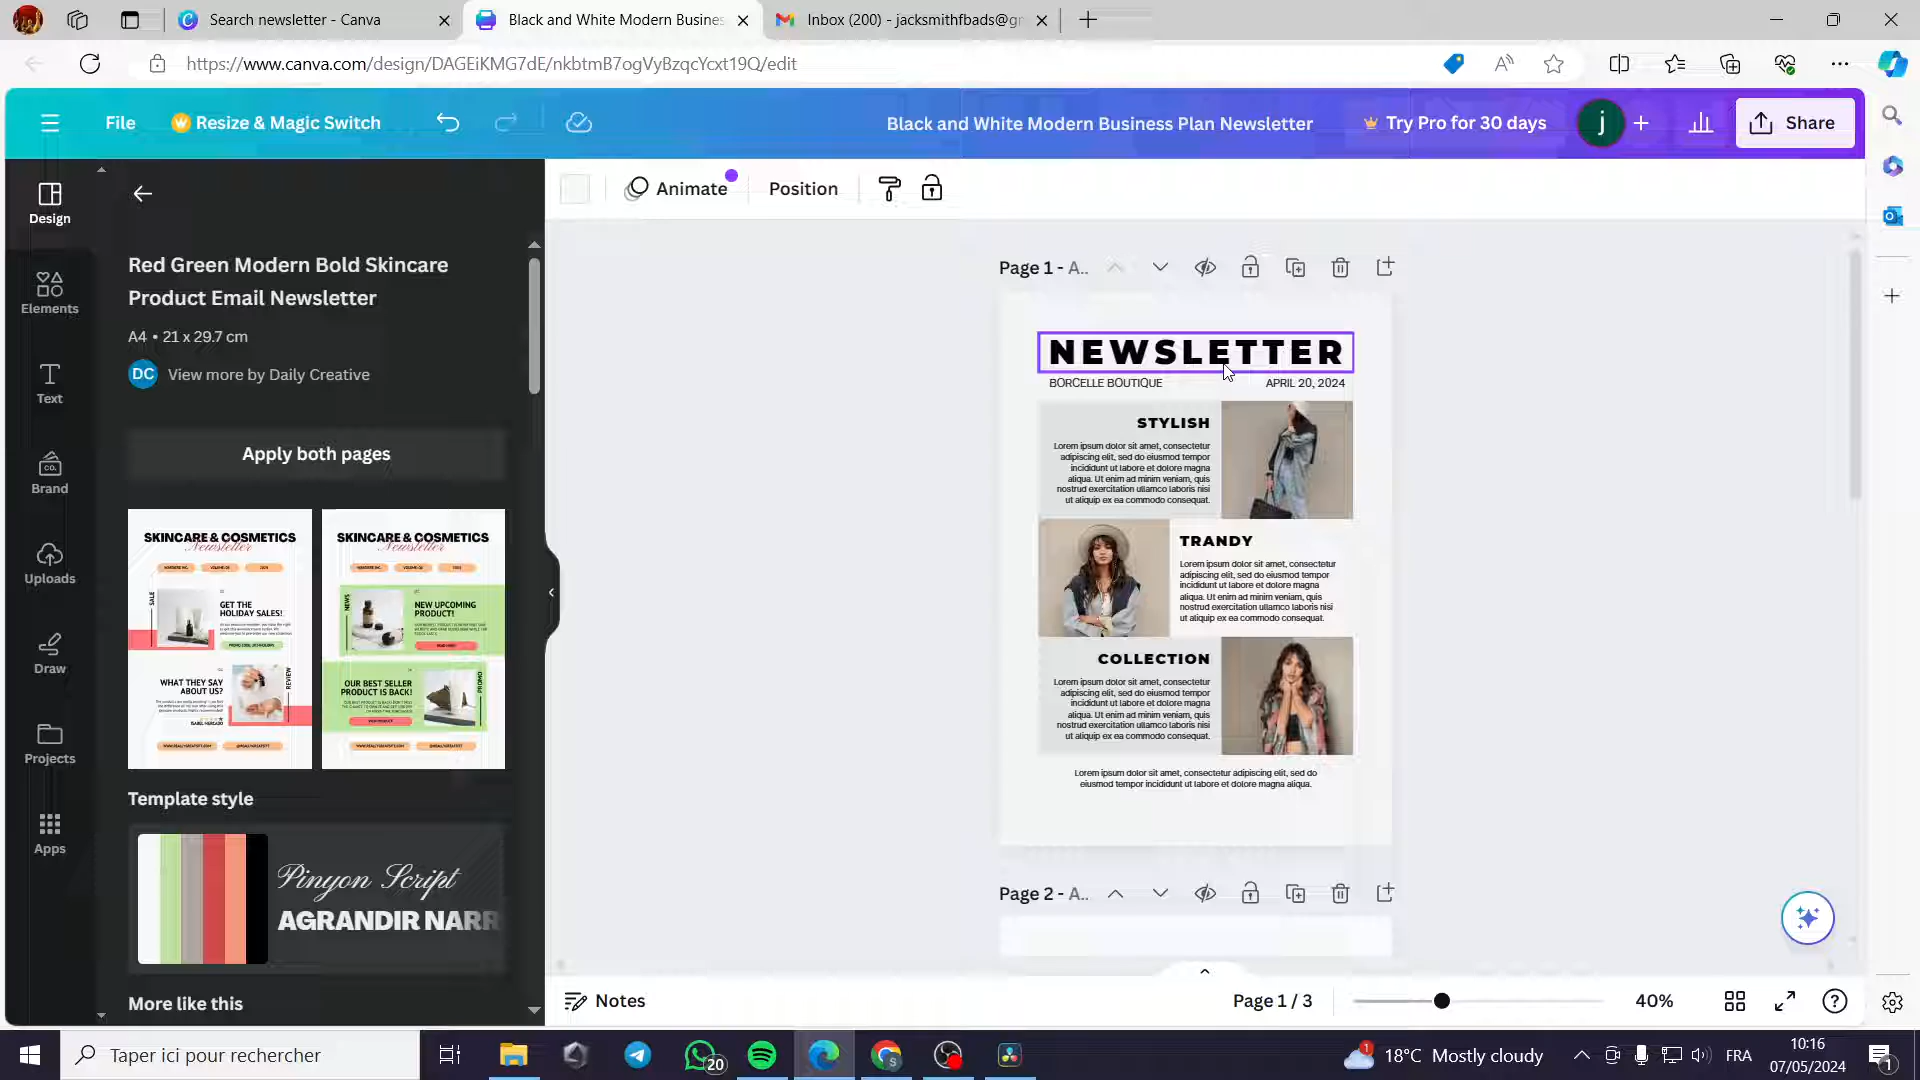 Search newsletter - Canva
Black and White Modern Busines
Inbox (200) - jacksmithfbads@gr
https://www.canva.com/design/DAGEiKMG7dE/nkbtmB7ogVyBzqcYcxt19Q/edit
File
Resize & Magic Switch
Black and White Modern Business Plan Newsletter
Try Pro for 30 days
j
Share
Design
Elements
Text
CO.
Brand
Uploads
Draw
Projects
Apps
Red Green Modern Bold Skincare
Product Email Newsletter
A4 • 21 x 29.7 cm
DC
View more by Daily Creative
Apply both pages
SKINCARE & COSMETICS
Newsletter
SALE
GET THE
HOLIDAY SALES!
WHAT THEY SAY
ABOUT US?
REVIEW
SKINCARE & COSMETICS
Newsletter
NEWS
NEW UPCOMING
PRODUCT!
OUR BEST SELLER
PRODUCT IS BACK!
PROMO
Template style
Pinyon Script
AGRANDIR NARR
More like this
Animate
Position
Page 1 - A..
NEWSLETTER
BORCELLE BOUTIQUE
APRIL 20, 2024
STYLISH
Lorem ipsum dolor sit amet, consectetur
adipiscing elit, sed do eiusmod tempor
incididunt ut labore et dolore magna
aliqua. Ut enim ad minim veniam, quis
nostrud exercitation ullamco laboris nisi
ut aliquip ex ea commodo consequat.
TRANDY
Lorem ipsum dolor sit amet, consectetur
adipiscing elit, sed do eiusmod tempor
incididunt ut labore et dolore magna
aliqua. Ut enim ad minim veniam, quis
nostrud exercitation ullamco laboris nisi
ut aliquip ex ea commodo consequat.
COLLECTION
Lorem ipsum dolor sit amet, consectetur
adipiscing elit, sed do eiusmod tempor
incididunt ut labore et dolore magna
aliqua. Ut enim ad minim veniam, quis
nostrud exercitation ullamco laboris nisi
ut aliquip ex ea commodo consequat.
Lorem ipsum dolor sit amet, consectetur adipiscing elit, sed do
eiusmod tempor incididunt ut labore et dolore magna aliqua.
Page 2 - A..
Notes
Page 1 / 3
40%
Taper ici pour rechercher
20
1
18°C Mostly cloudy
FRA
10:16
07/05/2024
1